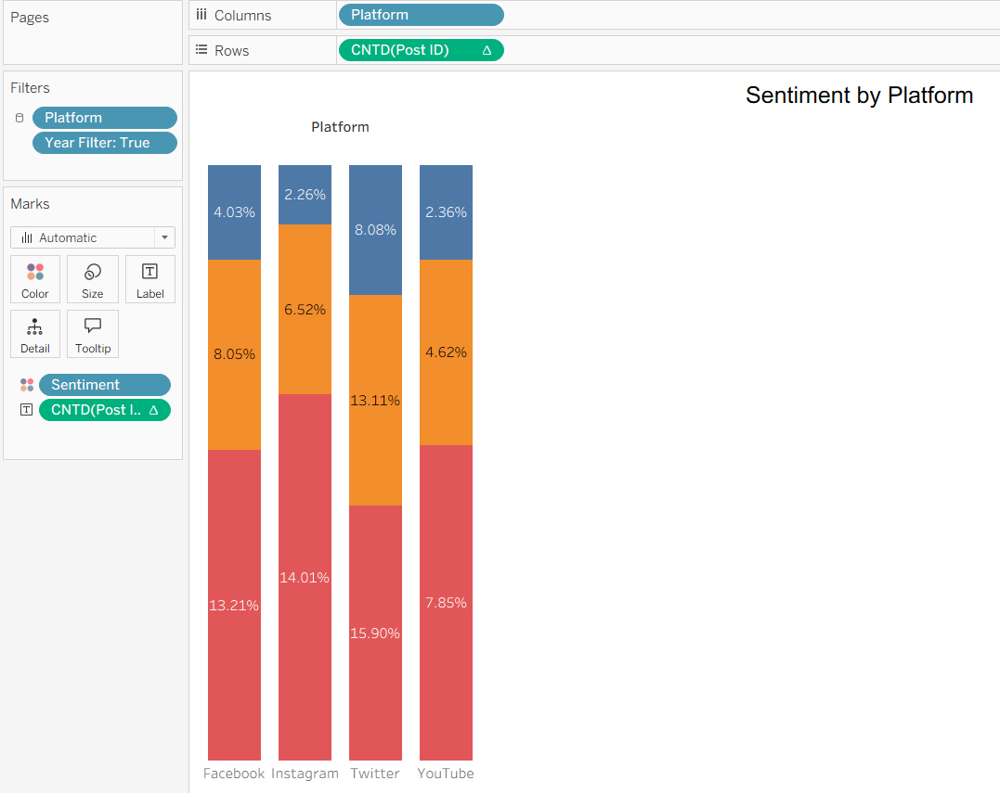 Pages
Columns
Platform
Rows
CNTD(Post ID) Δ
Filters
Platform
Year Filter: True
Marks
Automatic
Color
Size
T
Label
Detail
Tooltip
Sentiment
T
CNTD(Post I.. Δ
Sentiment by Platform
Platform
4.03% 2.26% 8.08% 2.36%
8.05% 6.52% 13.11% 4.62%
13.21% 14.01% 15.90% 7.85%
Facebook Instagram Twitter YouTube